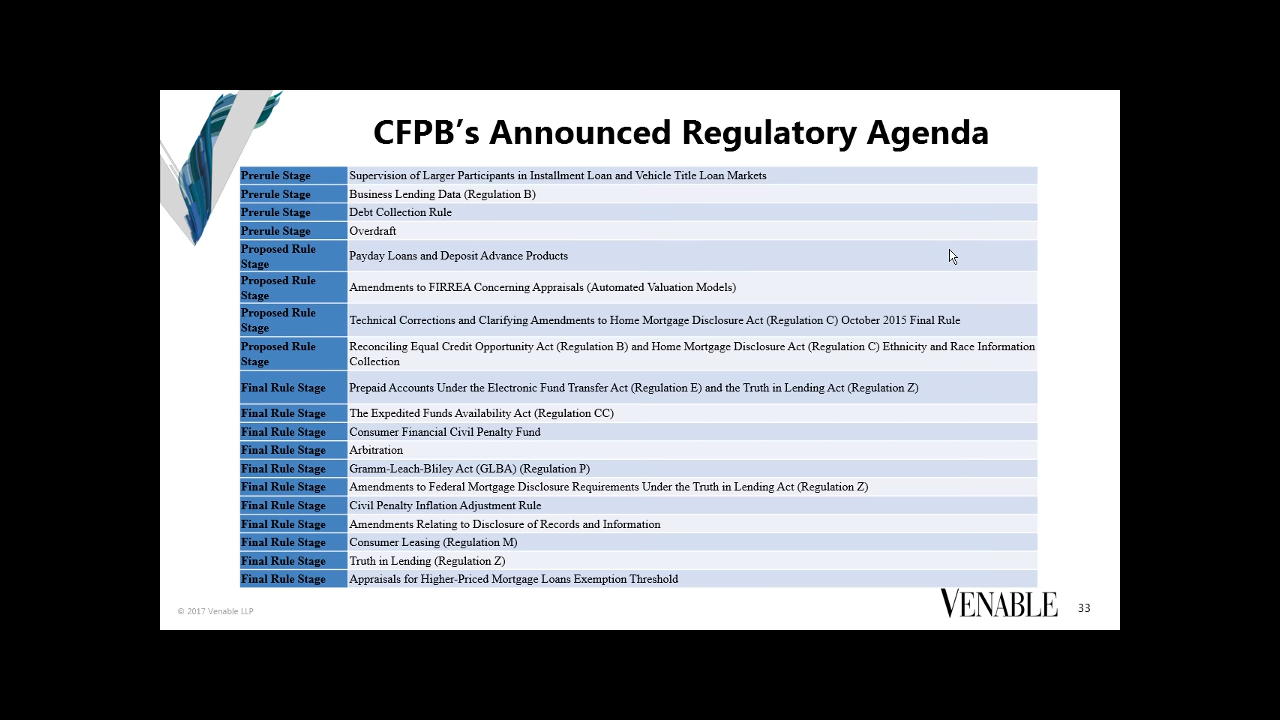 CFPB's Announced Regulatory Agenda
Prerule Stage Supervision of Larger Participants in Installment Loan and Vehicle Title Loan Markets
Prerule Stage Business Lending Data (Regulation B)
Prerule Stage Debt Collection Rule
Prerule Stage Overdraft
Proposed Rule
Stage
Payday Loans and Deposit Advance Products
Proposed Rule
Stage
Amendments to FIRREA Concerning Appraisals (Automated Valuation Models)
Proposed Rule
Stage
Technical Corrections and Clarifying Amendments to Home Mortgage Disclosure Act (Regulation C) October 2015 Final Rule
Proposed Rule
Stage
Reconciling Equal Credit Opportunity Act (Regulation B) and Home Mortgage Disclosure Act (Regulation C) Ethnicity and Race Information
Collection
Final Rule Stage Prepaid Accounts Under the Electronic Fund Transfer Act (Regulation E) and the Truth in Lending Act (Regulation Z)
Final Rule Stage The Expedited Funds Availability Act (Regulation CC)
Final Rule Stage Consumer Financial Civil Penalty Fund
Final Rule Stage Arbitration
Final Rule Stage Gramm-Leach-Bliley Act (GLBA) (Regulation P)
Final Rule Stage Amendments to Federal Mortgage Disclosure Requirements Under the Truth in Lending Act (Regulation Z)
Final Rule Stage Civil Penalty Inflation Adjustment Rule
Final Rule Stage Amendments Relating to Disclosure of Records and Information
Final Rule Stage Consumer Leasing (Regulation M)
Final Rule Stage Truth in Lending (Regulation Z)
Final Rule Stage Appraisals for Higher-Priced Mortgage Loans Exemption Threshold
© 2017 Venable LLP
VENABLE
33